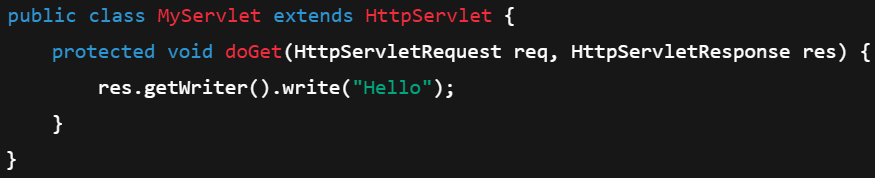 public class MyServlet extends HttpServlet {
    protected void doGet(HttpServletRequest req, HttpServletResponse res) {
        res.getWriter().write("Hello");
    }
}